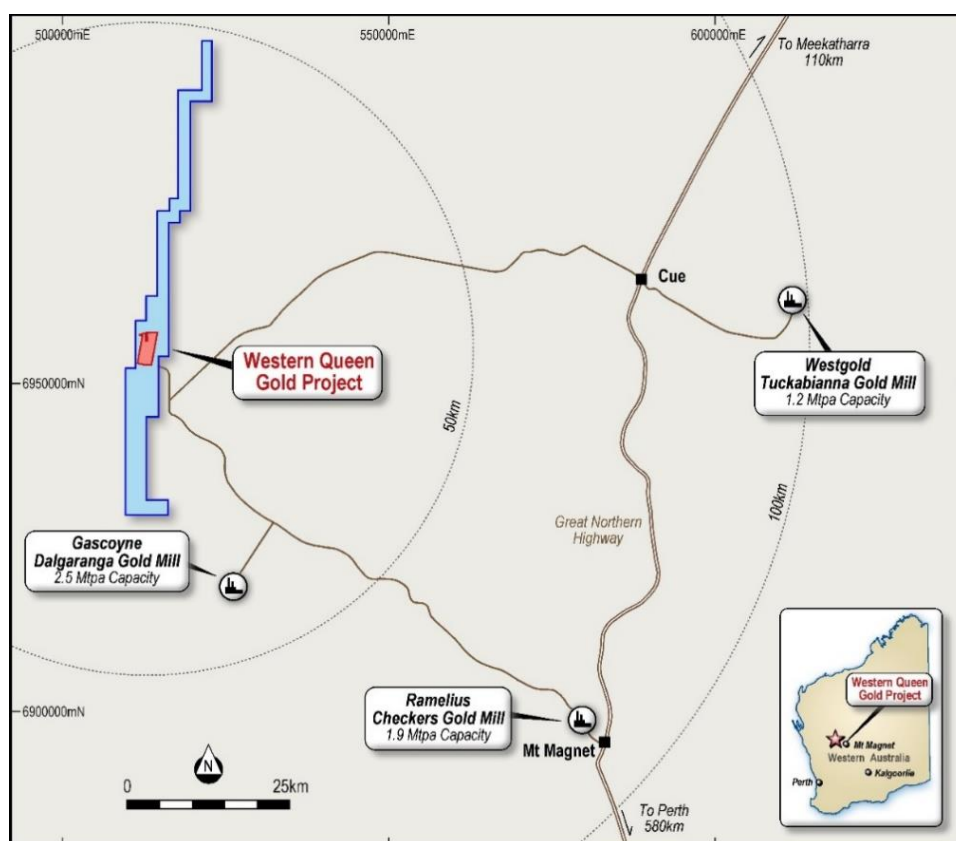 500000mE
550000mE
600000mE
To Meekatharra
110km
Cue
Western Queen
Gold Project
Westgold
Tuckabianna Gold Mill
1.2 Mtpa Capacity
6950000mN
50km
100km
Great Northern
Highway
Gascoyne
Dalgaranga Gold Mill
2.5 Mtpa Capacity
Ramelius
Checkers Gold Mill
1.9 Mtpa Capacity
6900000mN
Mt Magnet
N
0
25km
To Perth
580km
Western Queen
Gold Project
Mt Magnet
Western Australia
Kalgoorlie
Perth